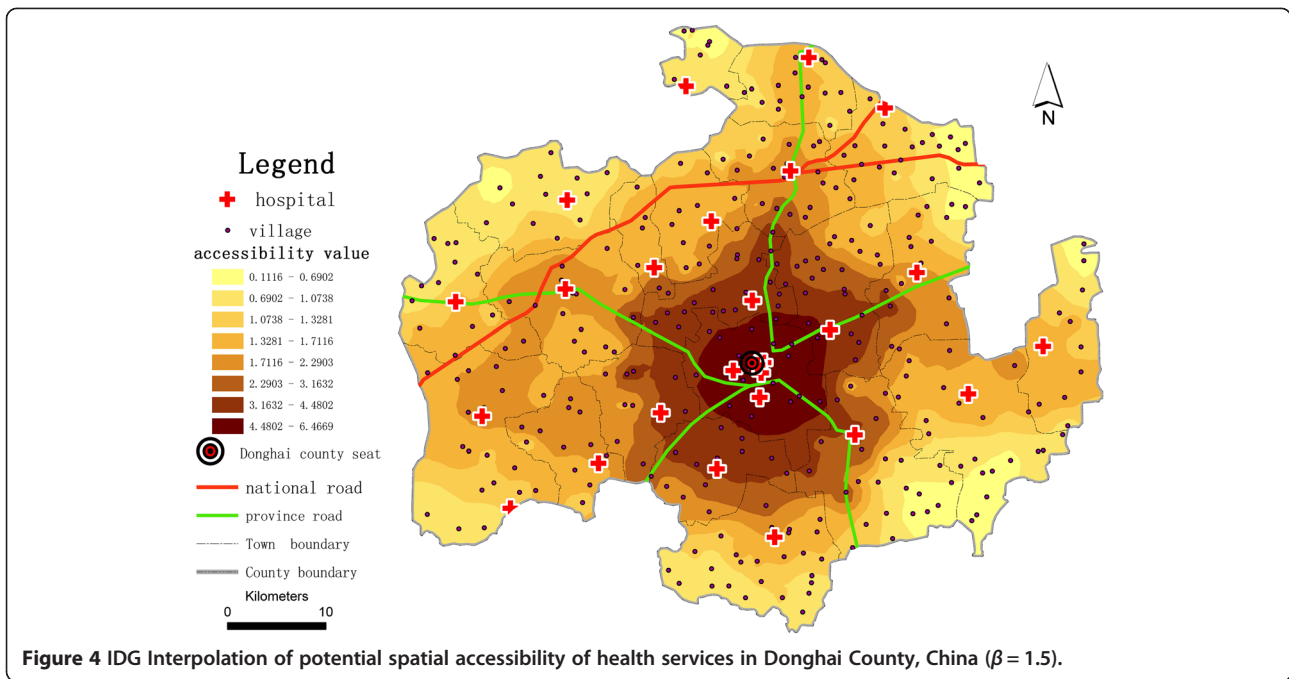 N
Legend
hospital
village
accessibility value
0.1116 - 0.6902
0.6902 - 1.0738
1.0738 - 1.3281
1.3281 - 1.7116
1.7116 - 2.2903
2.2903 - 3.1632
3.1632 - 4.4802
4.4802 - 6.4669
Donghai county seat
national road
province road
Town boundary
County boundary
Kilometers
0 10
Figure 4 IDG Interpolation of potential spatial accessibility of health services in Donghai County, China (β = 1.5).